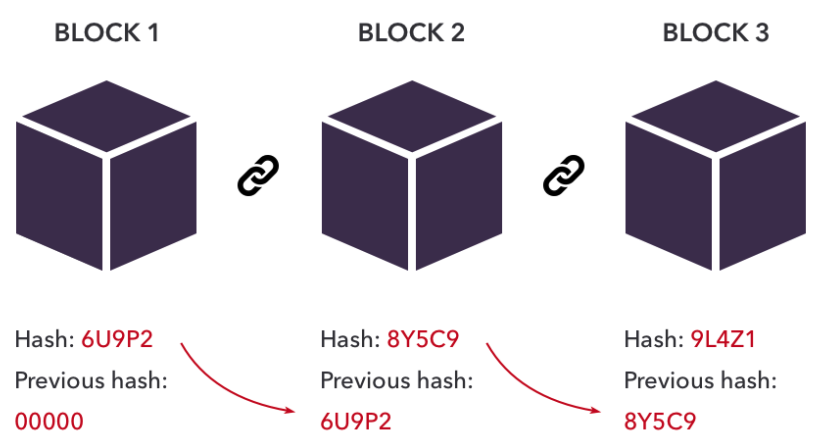 BLOCK 1
BLOCK 2
BLOCK 3
Hash: 6U9P2
Previous hash:
00000
Hash: 8Y5C9
Previous hash:
6U9P2
Hash: 9L4Z1
Previous hash:
8Y5C9